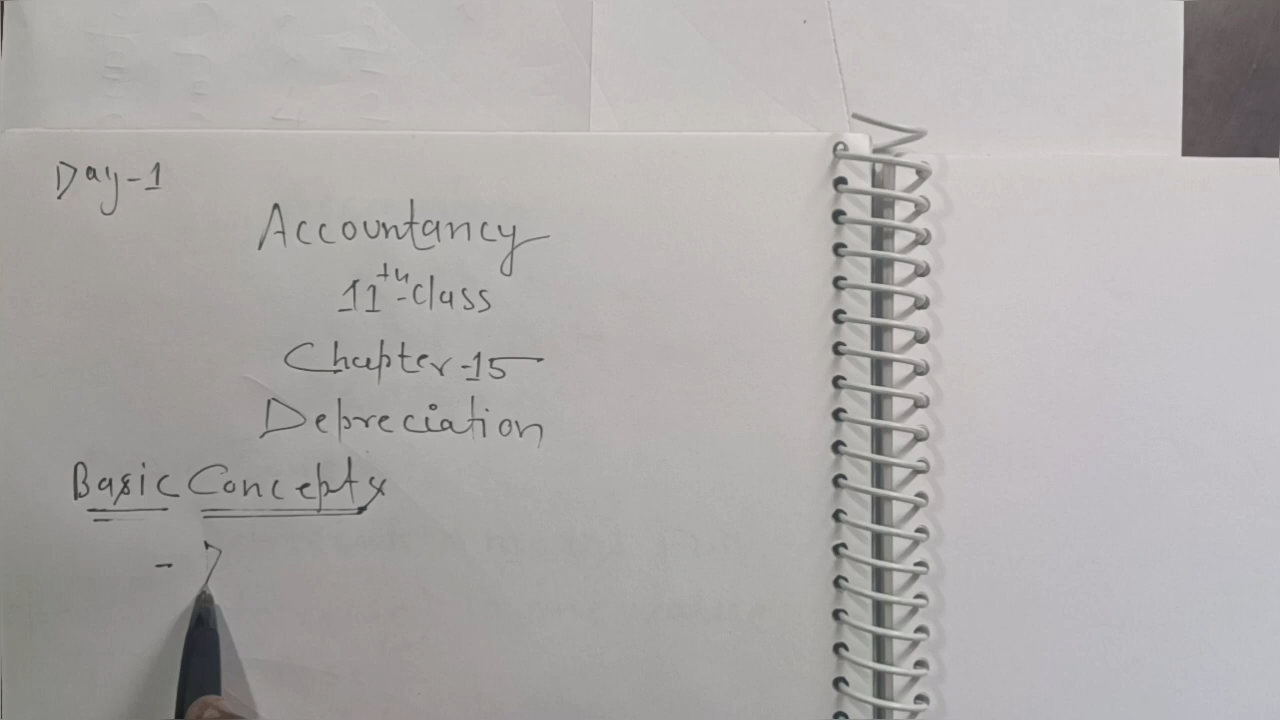 Day-1
Accountancy
11th-Class
Chapter-15
Depreciation
Basic Concepts
-